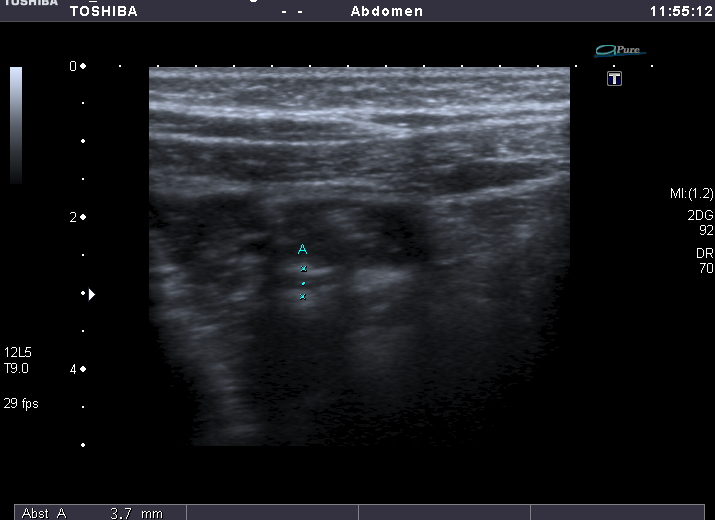 TOSHIBA
TOSHIBA - - Abdomen 11:55:12
aPure
T
0
MI:(1.2)
2DG
92
DR
70
2
A
12L5
T9.0
4
29 fps
Abst A 3.7 mm